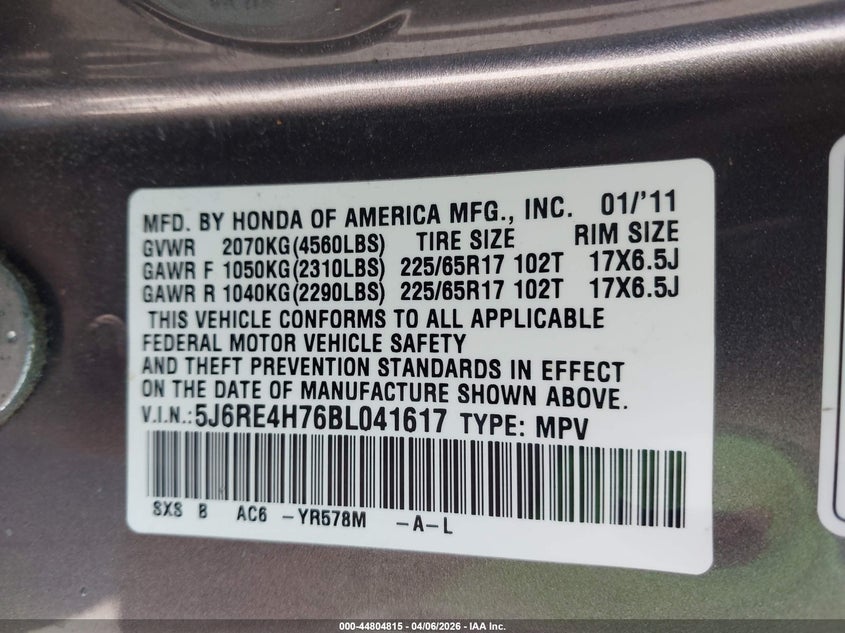 MFD. BY HONDA OF AMERICA MFG., INC. 01/'11
GVWR 2070KG(4560LBS) TIRE SIZE RIM SIZE
GAWR F 1050KG(2310LBS) 225/65R17 102T 17X6.5J
GAWR R 1040KG(2290LBS) 225/65R17 102T 17X6.5J
THIS VEHICLE CONFORMS TO ALL APPLICABLE
FEDERAL MOTOR VEHICLE SAFETY
AND THEFT PREVENTION STANDARDS IN EFFECT
ON THE DATE OF MANUFACTURE SHOWN ABOVE.
V.I.N.:5J6RE4H76BL041617 TYPE: MPV
SXS B AC6 -YR578M -A-L
000-44804815 - 04/06/2026 - IAA Inc.